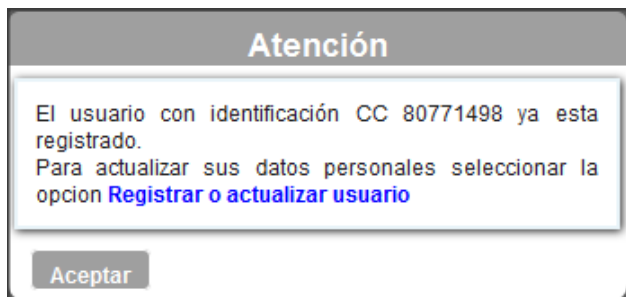 Atención
El usuario con identificación CC 80771498 ya esta
registrado.
Para actualizar sus datos personales seleccionar la
opcion Registrar o actualizar usuario
Aceptar